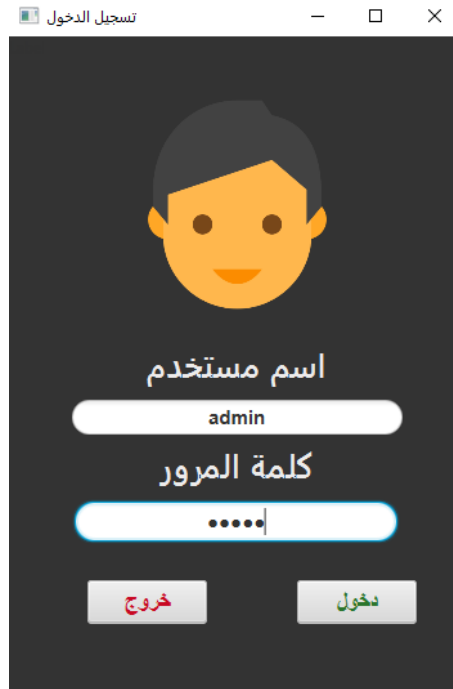 تسجيل الدخول
اسم مستخدم
admin
كلمة المرور
•••••
دخول
خروج